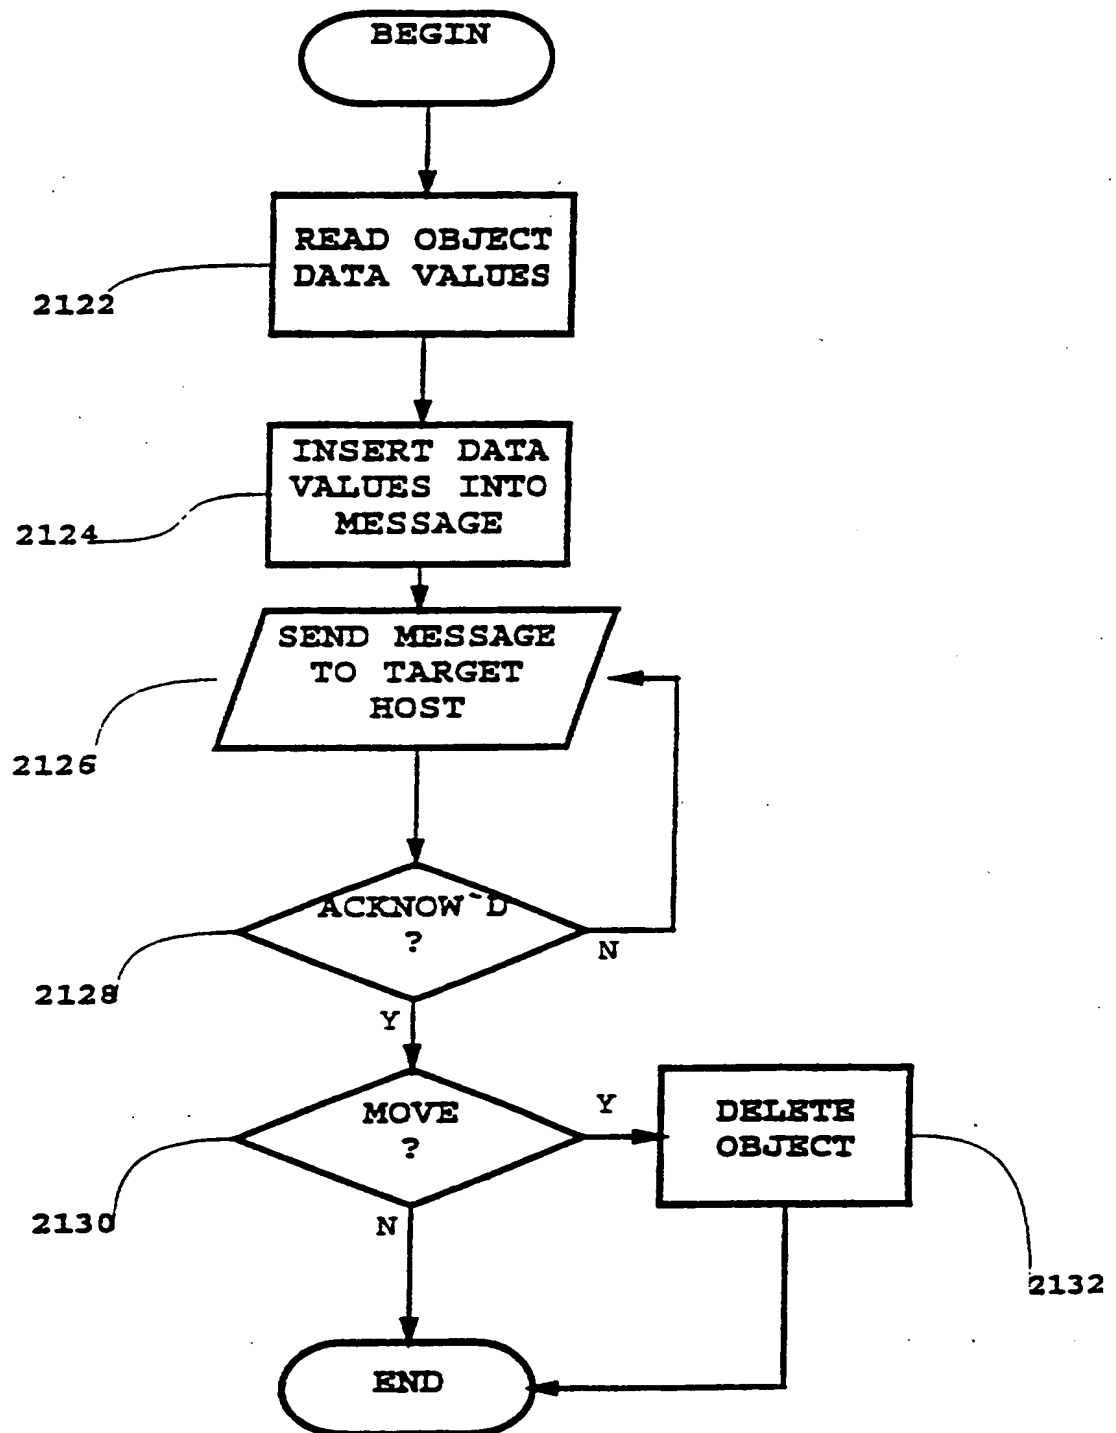 BEGIN
READ OBJECT
DATA VALUES
2122
INSERT DATA
VALUES INTO
MESSAGE
2124
SEND MESSAGE
TO TARGET
HOST
2126
ACKNOW`D
?
N
2128
Y
MOVE
?
Y
DELETE
OBJECT
2130
N
2132
END